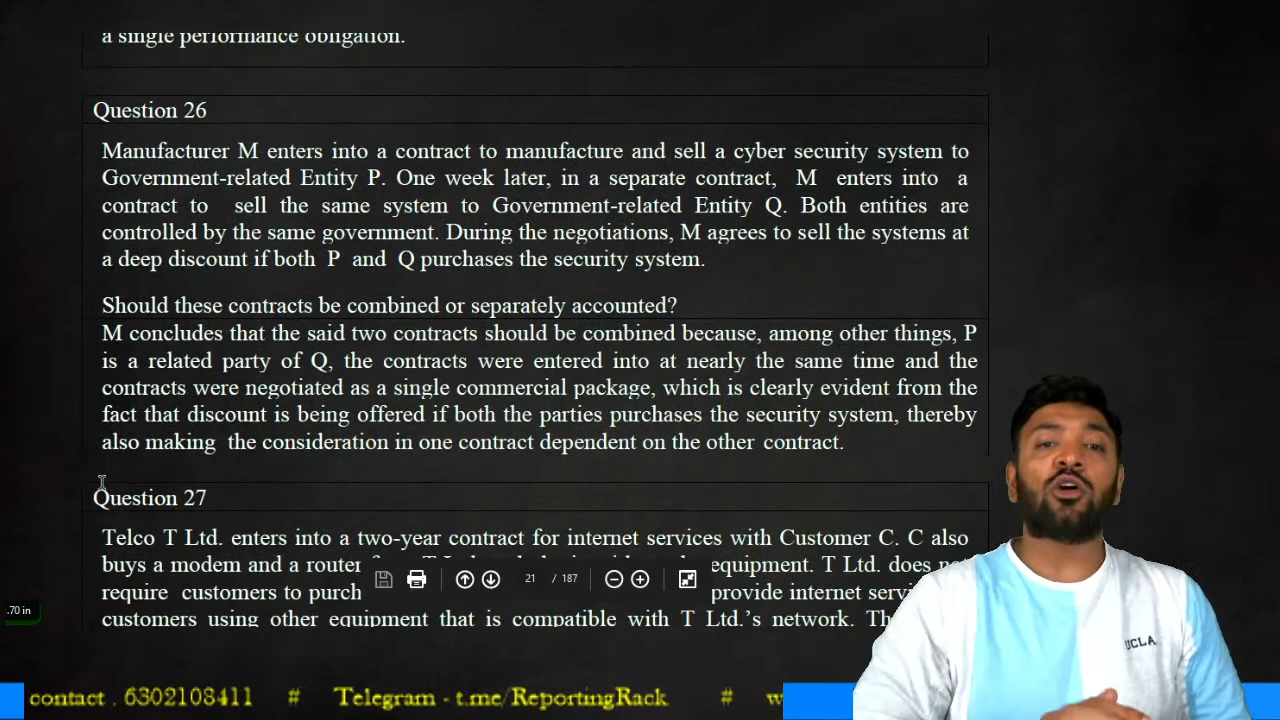 a single performance obligation.
Question 26
Manufacturer M enters into a contract to manufacture and sell a cyber security system to
Government-related Entity P. One week later, in a separate contract, M enters into a
contract to sell the same system to Government-related Entity Q. Both entities are
controlled by the same government. During the negotiations, M agrees to sell the systems at
a deep discount if both P and Q purchases the security system.
Should these contracts be combined or separately accounted?
M concludes that the said two contracts should be combined because, among other things, P
is a related party of Q, the contracts were entered into at nearly the same time and the
contracts were negotiated as a single commercial package, which is clearly evident from the
fact that discount is being offered if both the parties purchases the security system, thereby
also making the consideration in one contract dependent on the other contract.
Question 27
Telco T Ltd. enters into a two-year contract for internet services with Customer C. C also
buys a modem and a router equipment. T Ltd. does
require customers to provide internet
customers using other equipment that is compatible with T Ltd.'s network.
21 / 187
.70 in
UCLA
contact . 6302108411 # Telegram - t.me/ReportingRack #